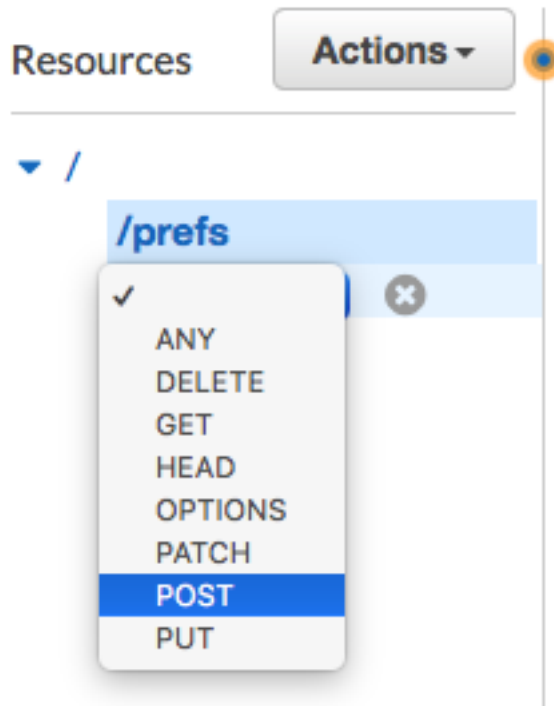 Resources
Actions
/
/prefs
ANY
DELETE
GET
HEAD
OPTIONS
PATCH
POST
PUT